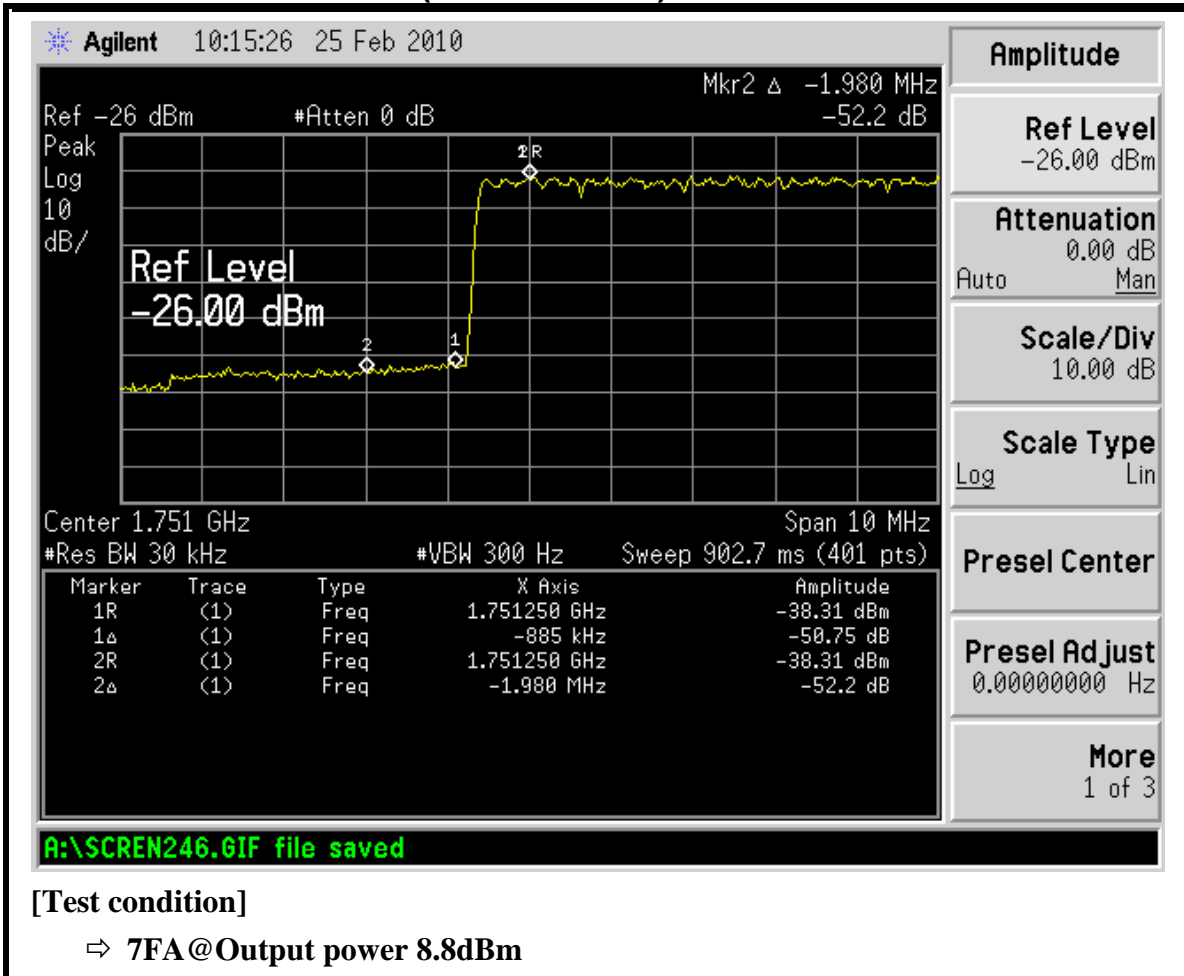 Agilent 10:15:26 25 Feb 2010
Mkr2 Δ −1.980 MHz
Ref −26 dBm #Atten 0 dB −52.2 dB
Peak
Log
10
dB/
R
Ref Level
−26.00 dBm
2
1
Center 1.751 GHz Span 10 MHz
#Res BW 30 kHz #VBW 300 Hz Sweep 902.7 ms (401 pts)
Marker Trace Type X Axis Amplitude
1R (1) Freq 1.751250 GHz −38.31 dBm
1Δ (1) Freq −885 kHz −50.75 dB
2R (1) Freq 1.751250 GHz −38.31 dBm
2Δ (1) Freq −1.980 MHz −52.2 dB
A:\SCREN246.GIF file saved
Amplitude
Ref Level
−26.00 dBm
Attenuation
0.00 dB
Auto Man
Scale/Div
10.00 dB
Scale Type
Log Lin
Presel Center
Presel Adjust
0.00000000 Hz
More
1 of 3
[Test condition]
⇨ 7FA@Output power 8.8dBm